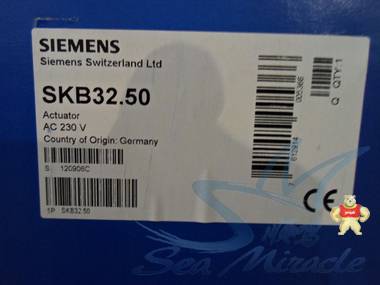 SIEMENS
Siemens Switzerland Ltd
SKB32.50
Actuator
AC 230 V
Country of Origin: Germany
S 120906C
1P SKB32.50
Q QTY:1
CE
Sea Miracle